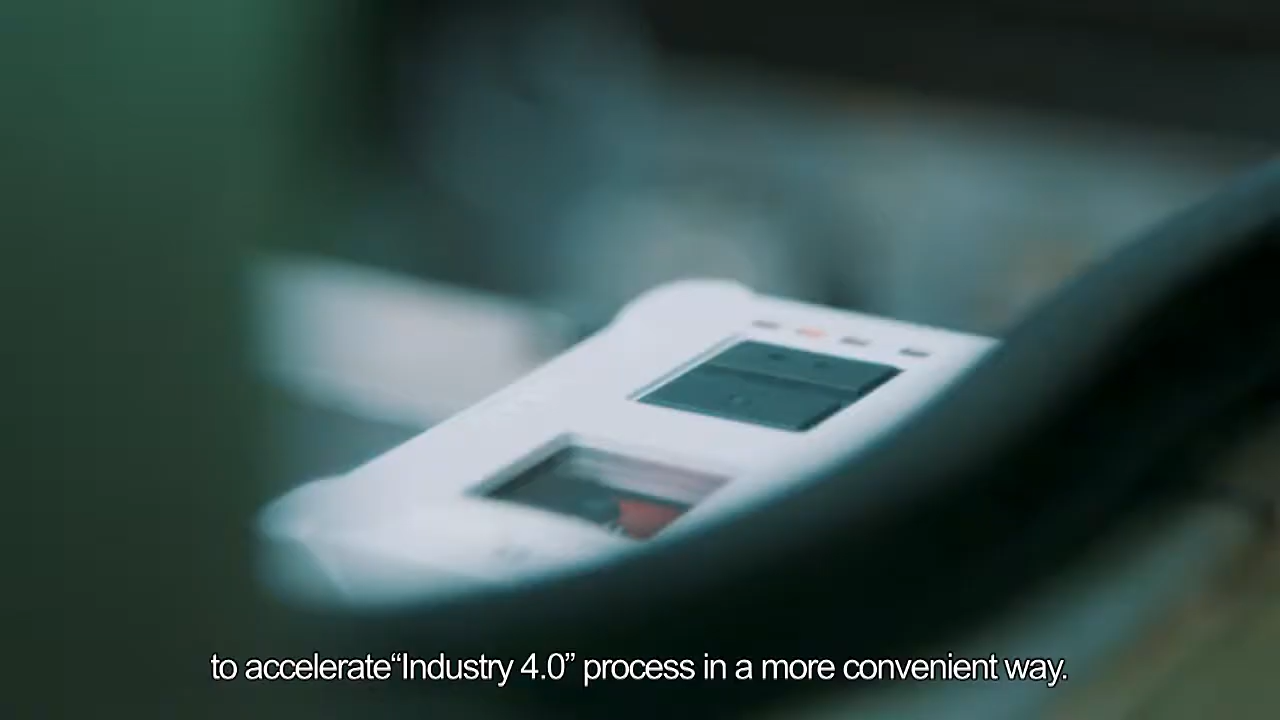 to accelerate“Industry 4.0” process in a more convenient way.